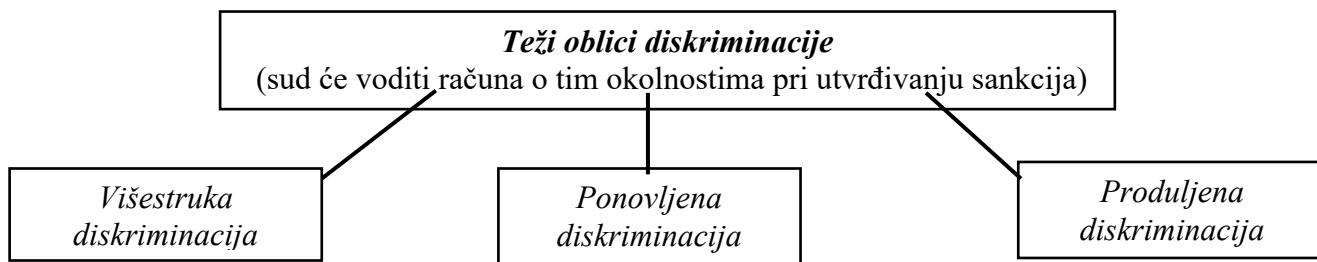 Teži oblici diskriminacije
(sud će voditi računa o tim okolnostima pri utvrđivanju sankcija)
Višestruka
diskriminacija
Ponovljena
diskriminacija
Produljena
diskriminacija